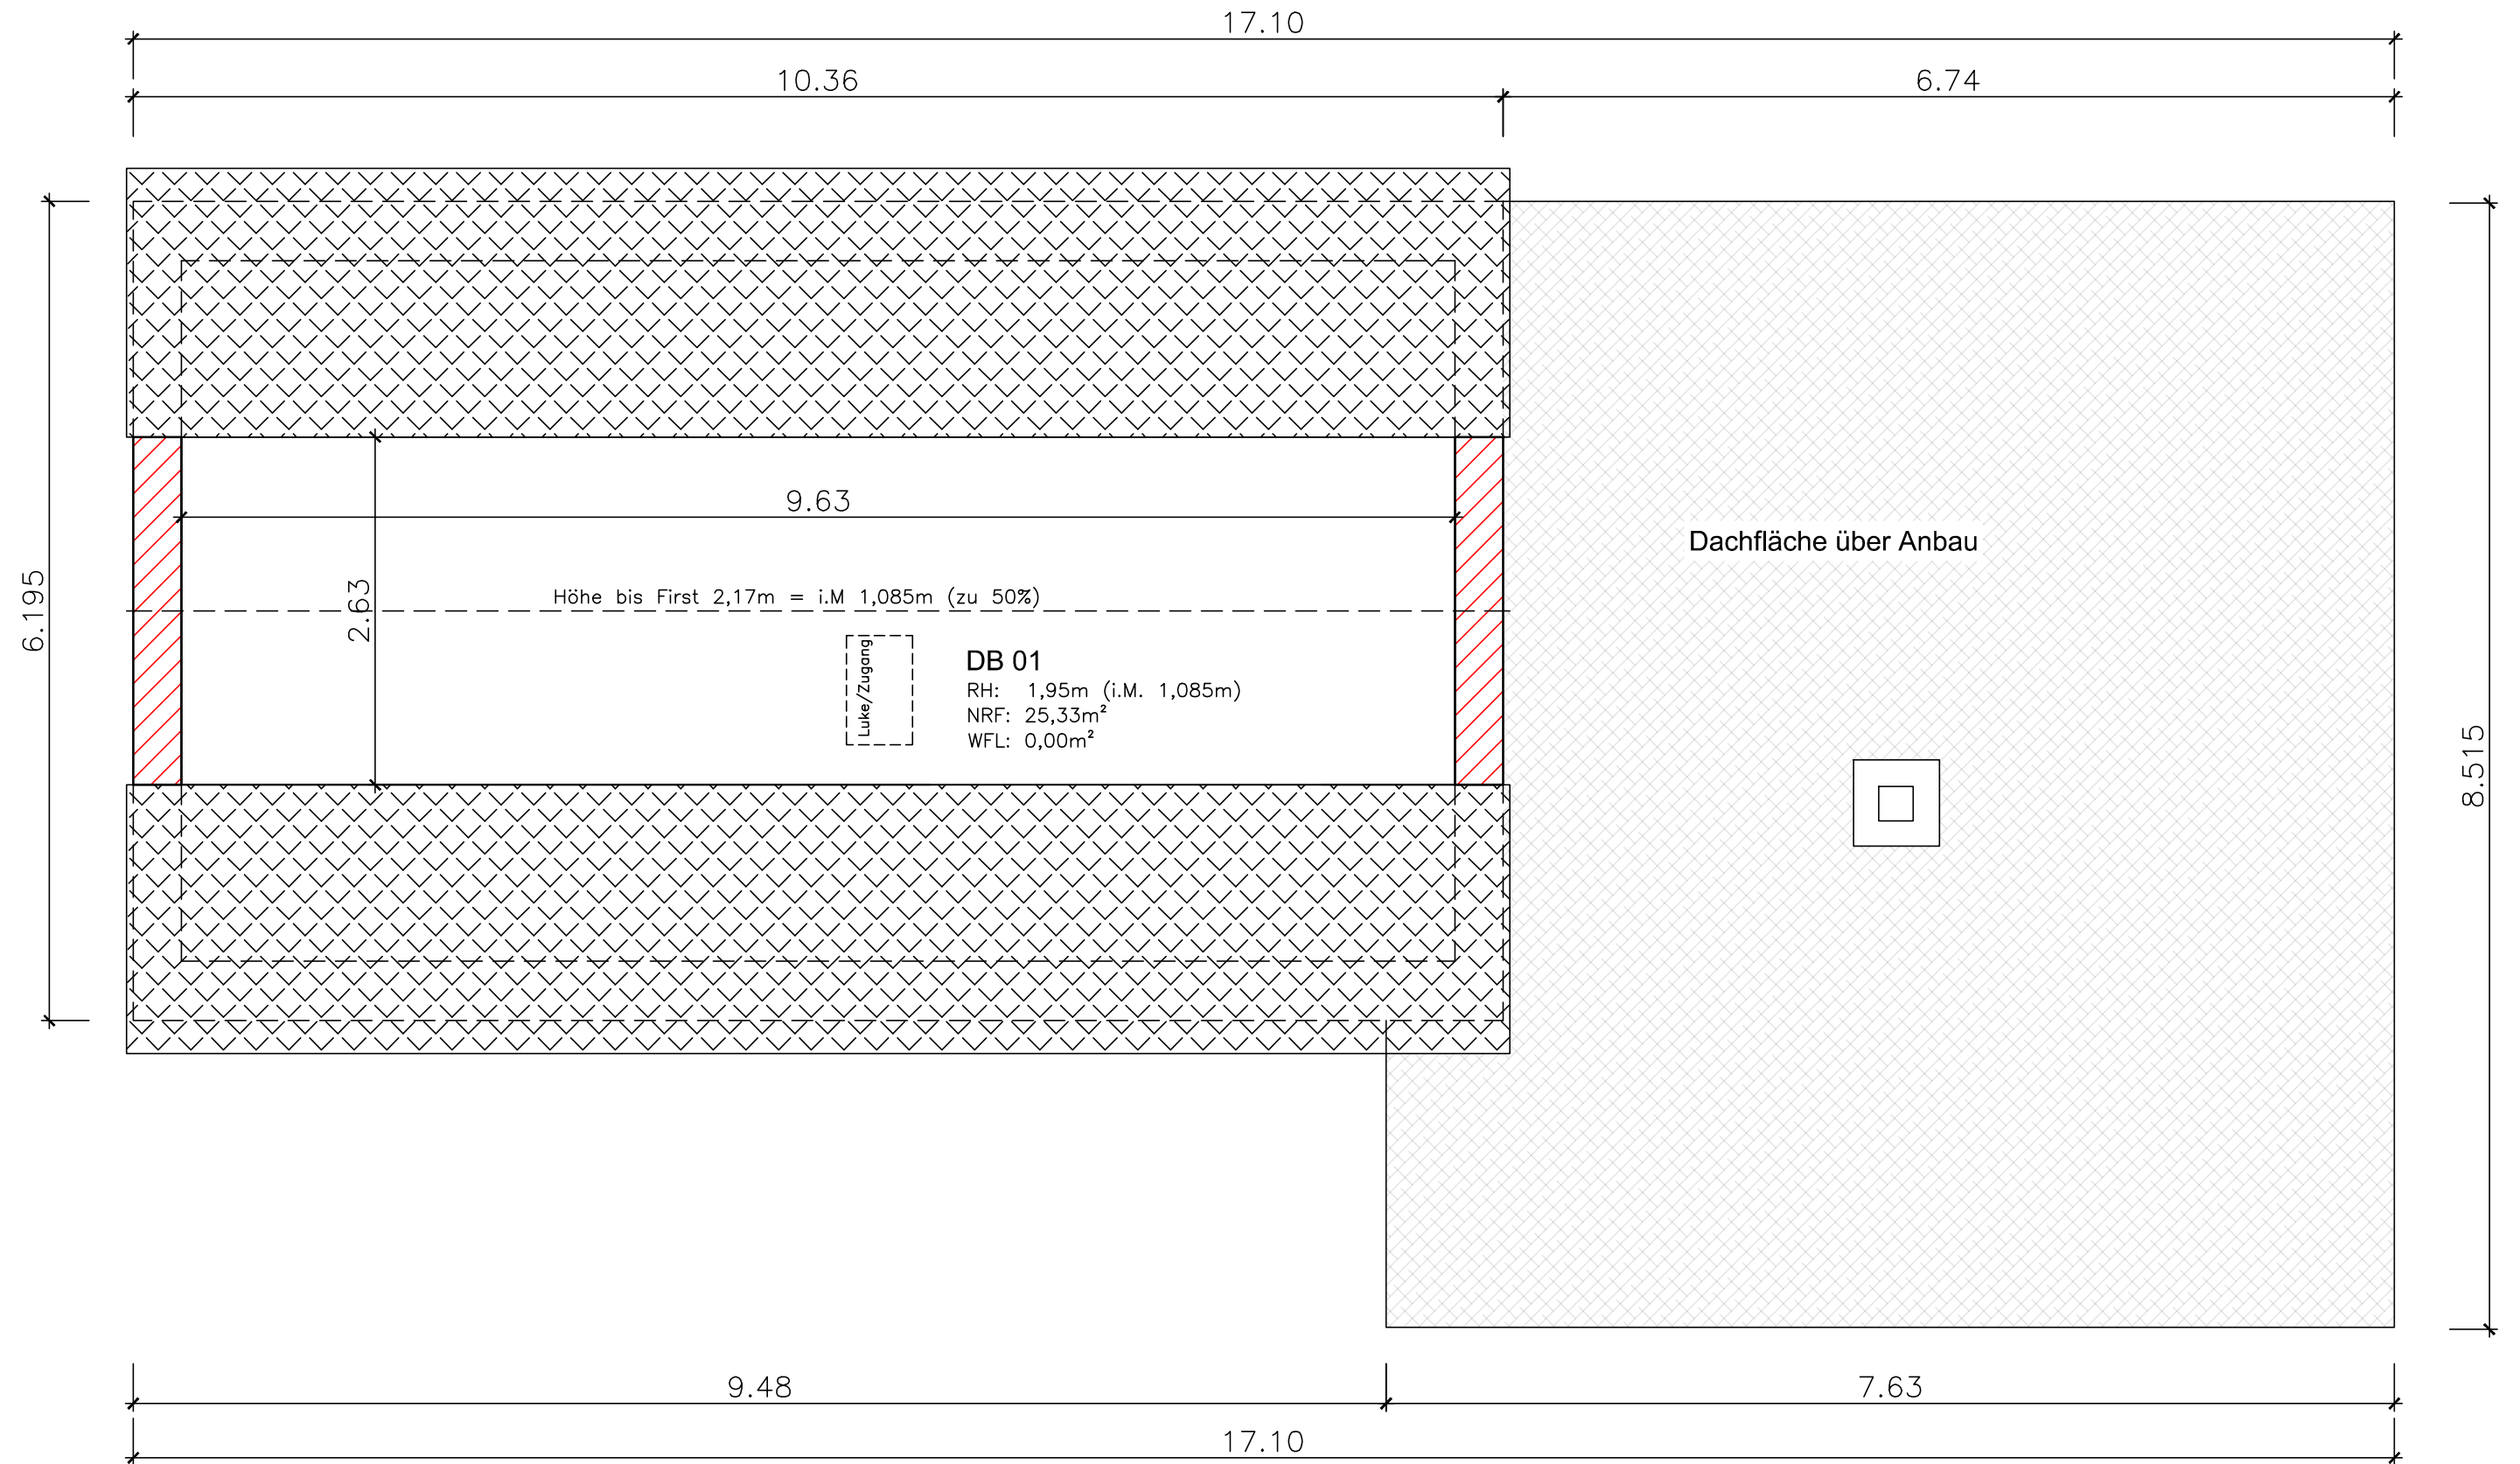 17.10
10.36
6.74
9.63
Dachfläche über Anbau
6.195
2.63
Höhe bis First 2,17m = i.M 1,085m (zu 50%)
Luke/Zugang
DB 01
RH: 1,95m (i.M. 1,085m)
NRF: 25,33m²
WFL: 0,00m²
8.515
9.48
7.63
17.10